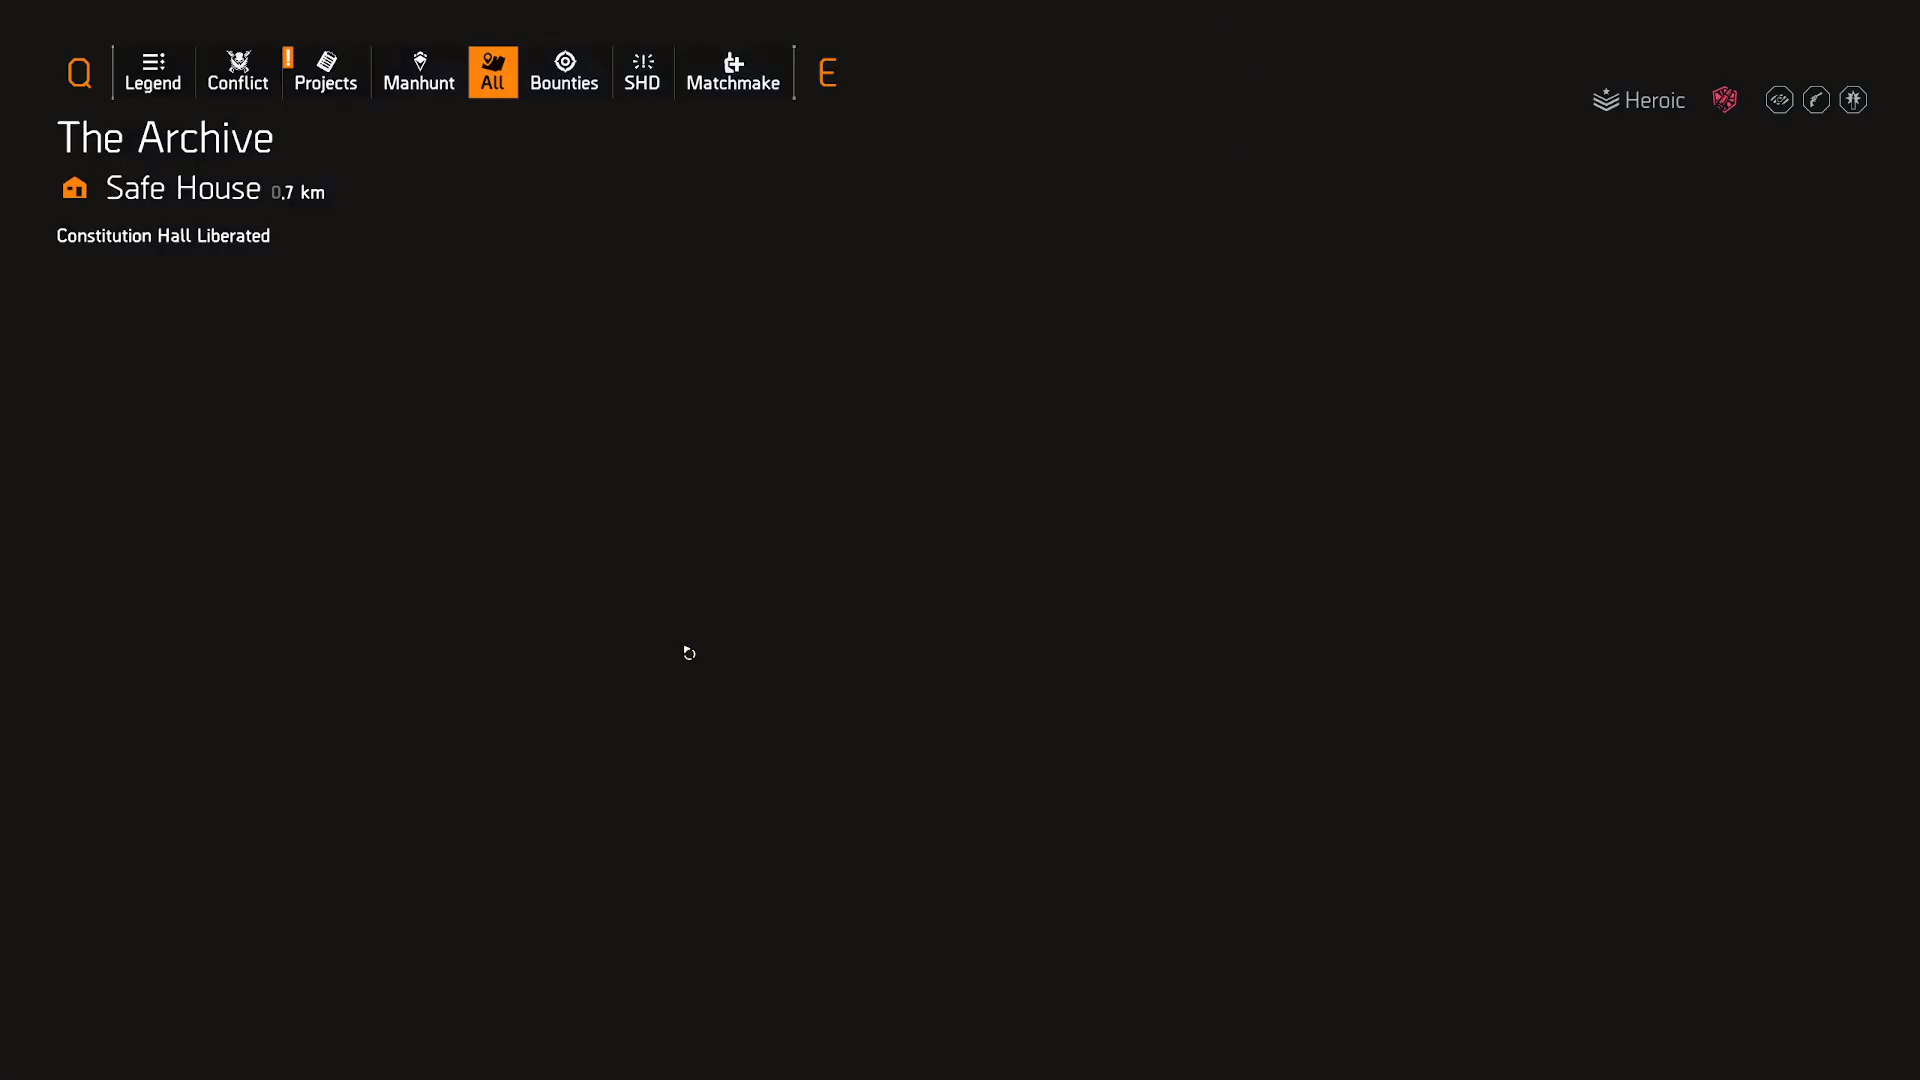 Q Legend Conflict ! Projects Manhunt All Bounties SHD Matchmake E
Heroic
The Archive
Safe House 0.7 km
Constitution Hall Liberated